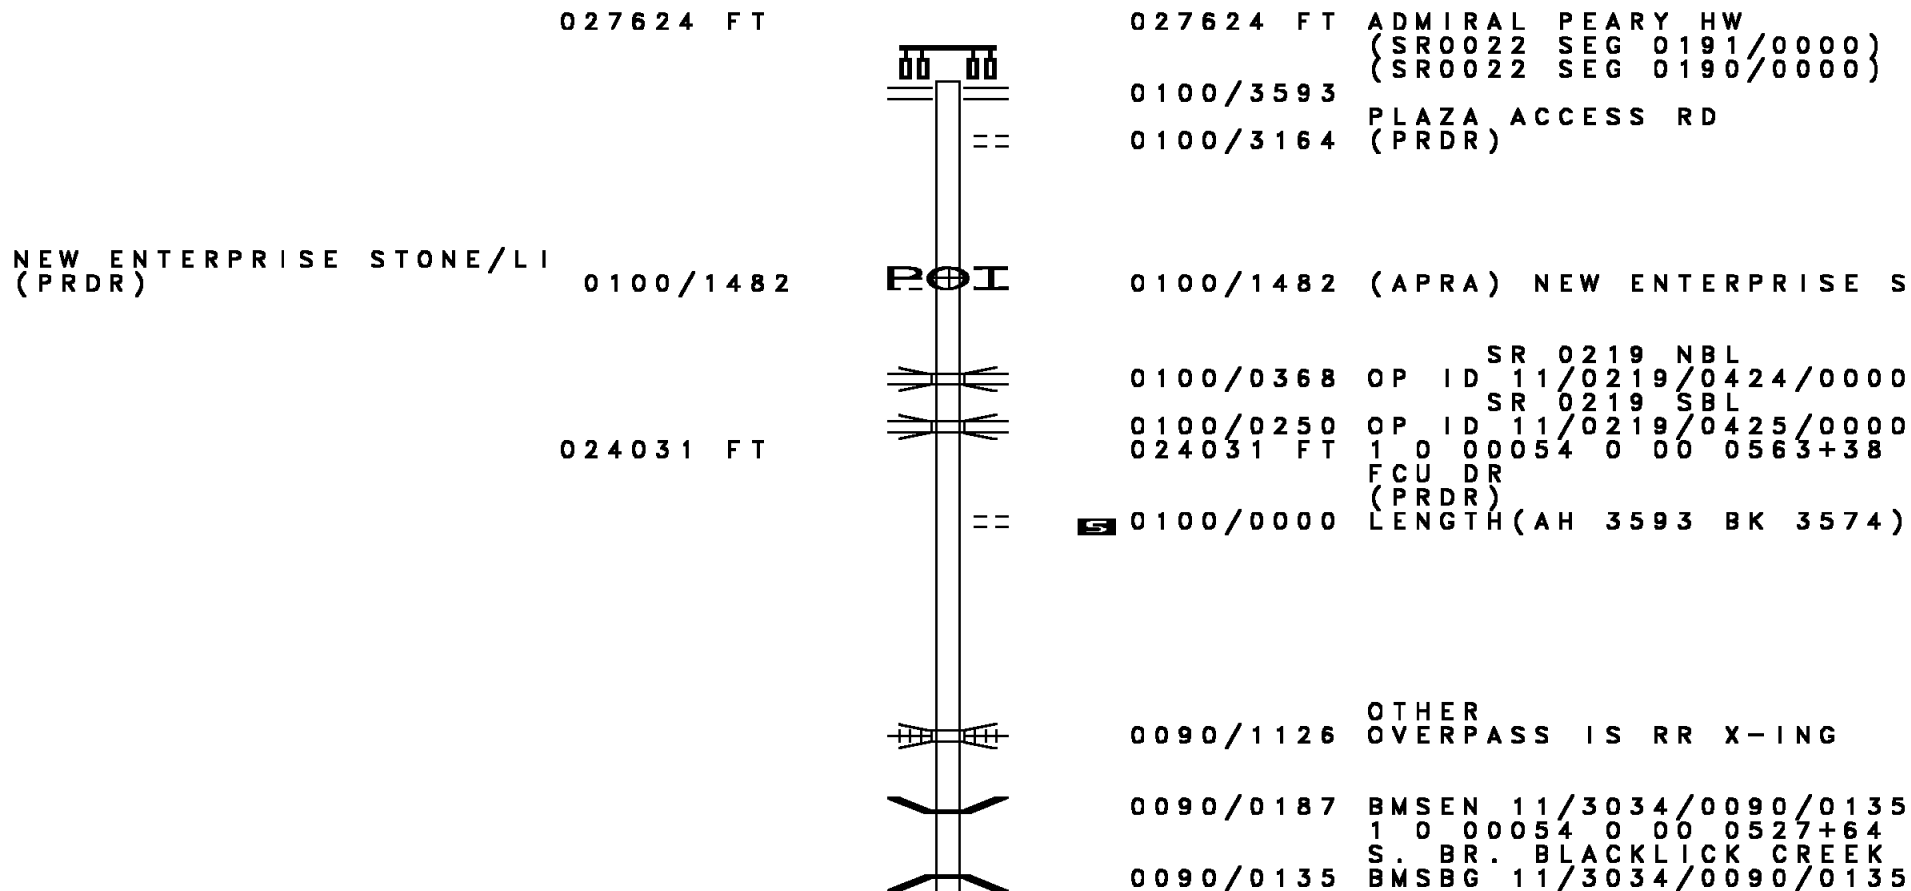 027624 FT 027624 FT ADMIRAL PEARY HW
(SR0022 SEG 0191/0000)
(SR0022 SEG 0190/0000)
0100/3593
PLAZA ACCESS RD
0100/3164 (PRDR)
NEW ENTERPRISE STONE/LI
(PRDR) 0100/1482 POI 0100/1482 (APRA) NEW ENTERPRISE S
SR 0219 NBL
0100/0368 OP ID 11/0219/0424/0000
SR 0219 SBL
0100/0250 OP ID 11/0219/0425/0000
024031 FT 024031 FT 1 0 00054 0 00 0563+38
FCU DR
(PRDR)
S 0100/0000 LENGTH(AH 3593 BK 3574)
OTHER
0090/1126 OVERPASS IS RR X-ING
0090/0187 BMSEN 11/3034/0090/0135
1 0 00054 0 00 0527+64
S. BR. BLACKLICK CREEK
0090/0135 BMSBG 11/3034/0090/0135